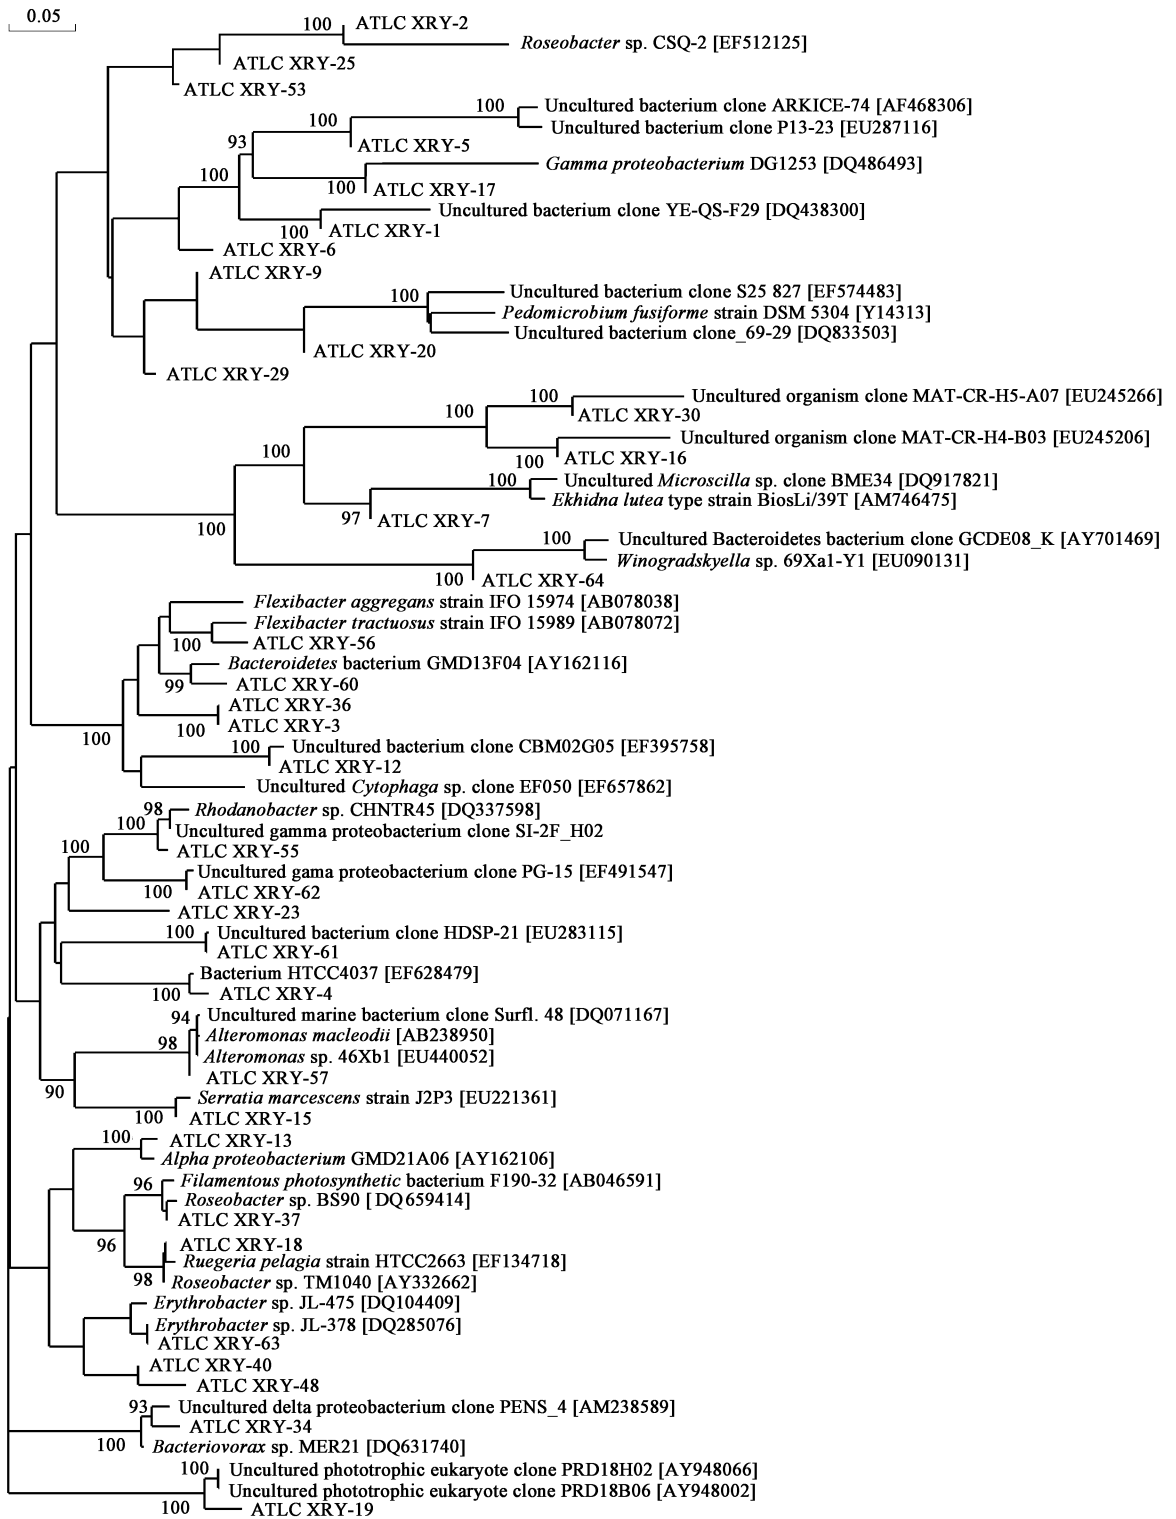 0.05
100
ATLC XRY-2
Roseobacter sp. CSQ-2 [EF512125]
ATLC XRY-25
ATLC XRY-53
100
Uncultured bacterium clone ARKICE-74 [AF468306]
100
Uncultured bacterium clone P13-23 [EU287116]
93
ATLC XRY-5
Gamma proteobacterium DG1253 [DQ486493]
100
100
ATLC XRY-17
Uncultured bacterium clone YE-QS-F29 [DQ438300]
100
ATLC XRY-1
ATLC XRY-6
ATLC XRY-9
100
Uncultured bacterium clone S25 827 [EF574483]
Pedomicrobium fusiforme strain DSM 5304 [Y14313]
Uncultured bacterium clone_69-29 [DQ833503]
ATLC XRY-20
ATLC XRY-29
100
Uncultured organism clone MAT-CR-H5-A07 [EU245266]
100
ATLC XRY-30
Uncultured organism clone MAT-CR-H4-B03 [EU245206]
100
100
ATLC XRY-16
100
Uncultured Microscilla sp. clone BME34 [DQ917821]
Ekhidna lutea type strain BiosLi/39T [AM746475]
97
ATLC XRY-7
100
100
Uncultured Bacteroidetes bacterium clone GCDE08_K [AY701469]
Winogradskyella sp. 69Xa1-Y1 [EU090131]
100
ATLC XRY-64
Flexibacter aggregans strain IFO 15974 [AB078038]
Flexibacter tractuosus strain IFO 15989 [AB078072]
100
ATLC XRY-56
Bacteroidetes bacterium GMD13F04 [AY162116]
99
ATLC XRY-60
ATLC XRY-36
100
ATLC XRY-3
100
100
Uncultured bacterium clone CBM02G05 [EF395758]
ATLC XRY-12
Uncultured Cytophaga sp. clone EF050 [EF657862]
98
Rhodanobacter sp. CHNTR45 [DQ337598]
100
Uncultured gamma proteobacterium clone SI-2F_H02
100
ATLC XRY-55
Uncultured gama proteobacterium clone PG-15 [EF491547]
100
ATLC XRY-62
ATLC XRY-23
100
Uncultured bacterium clone HDSP-21 [EU283115]
ATLC XRY-61
Bacterium HTCC4037 [EF628479]
100
ATLC XRY-4
94
Uncultured marine bacterium clone Surfl. 48 [DQ071167]
Alteromonas macleodii [AB238950]
98
Alteromonas sp. 46Xb1 [EU440052]
ATLC XRY-57
90
Serratia marcescens strain J2P3 [EU221361]
100
ATLC XRY-15
100
ATLC XRY-13
Alpha proteobacterium GMD21A06 [AY162106]
96
Filamentous photosynthetic bacterium F190-32 [AB046591]
Roseobacter sp. BS90 [DQ659414]
ATLC XRY-37
96
ATLC XRY-18
Ruegeria pelagia strain HTCC2663 [EF134718]
98
Roseobacter sp. TM1040 [AY332662]
Erythrobacter sp. JL-475 [DQ104409]
Erythrobacter sp. JL-378 [DQ285076]
ATLC XRY-63
ATLC XRY-40
ATLC XRY-48
93
Uncultured delta proteobacterium clone PENS_4 [AM238589]
ATLC XRY-34
100
Bacteriovorax sp. MER21 [DQ631740]
100
Uncultured phototrophic eukaryote clone PRD18H02 [AY948066]
Uncultured phototrophic eukaryote clone PRD18B06 [AY948002]
100
ATLC XRY-19